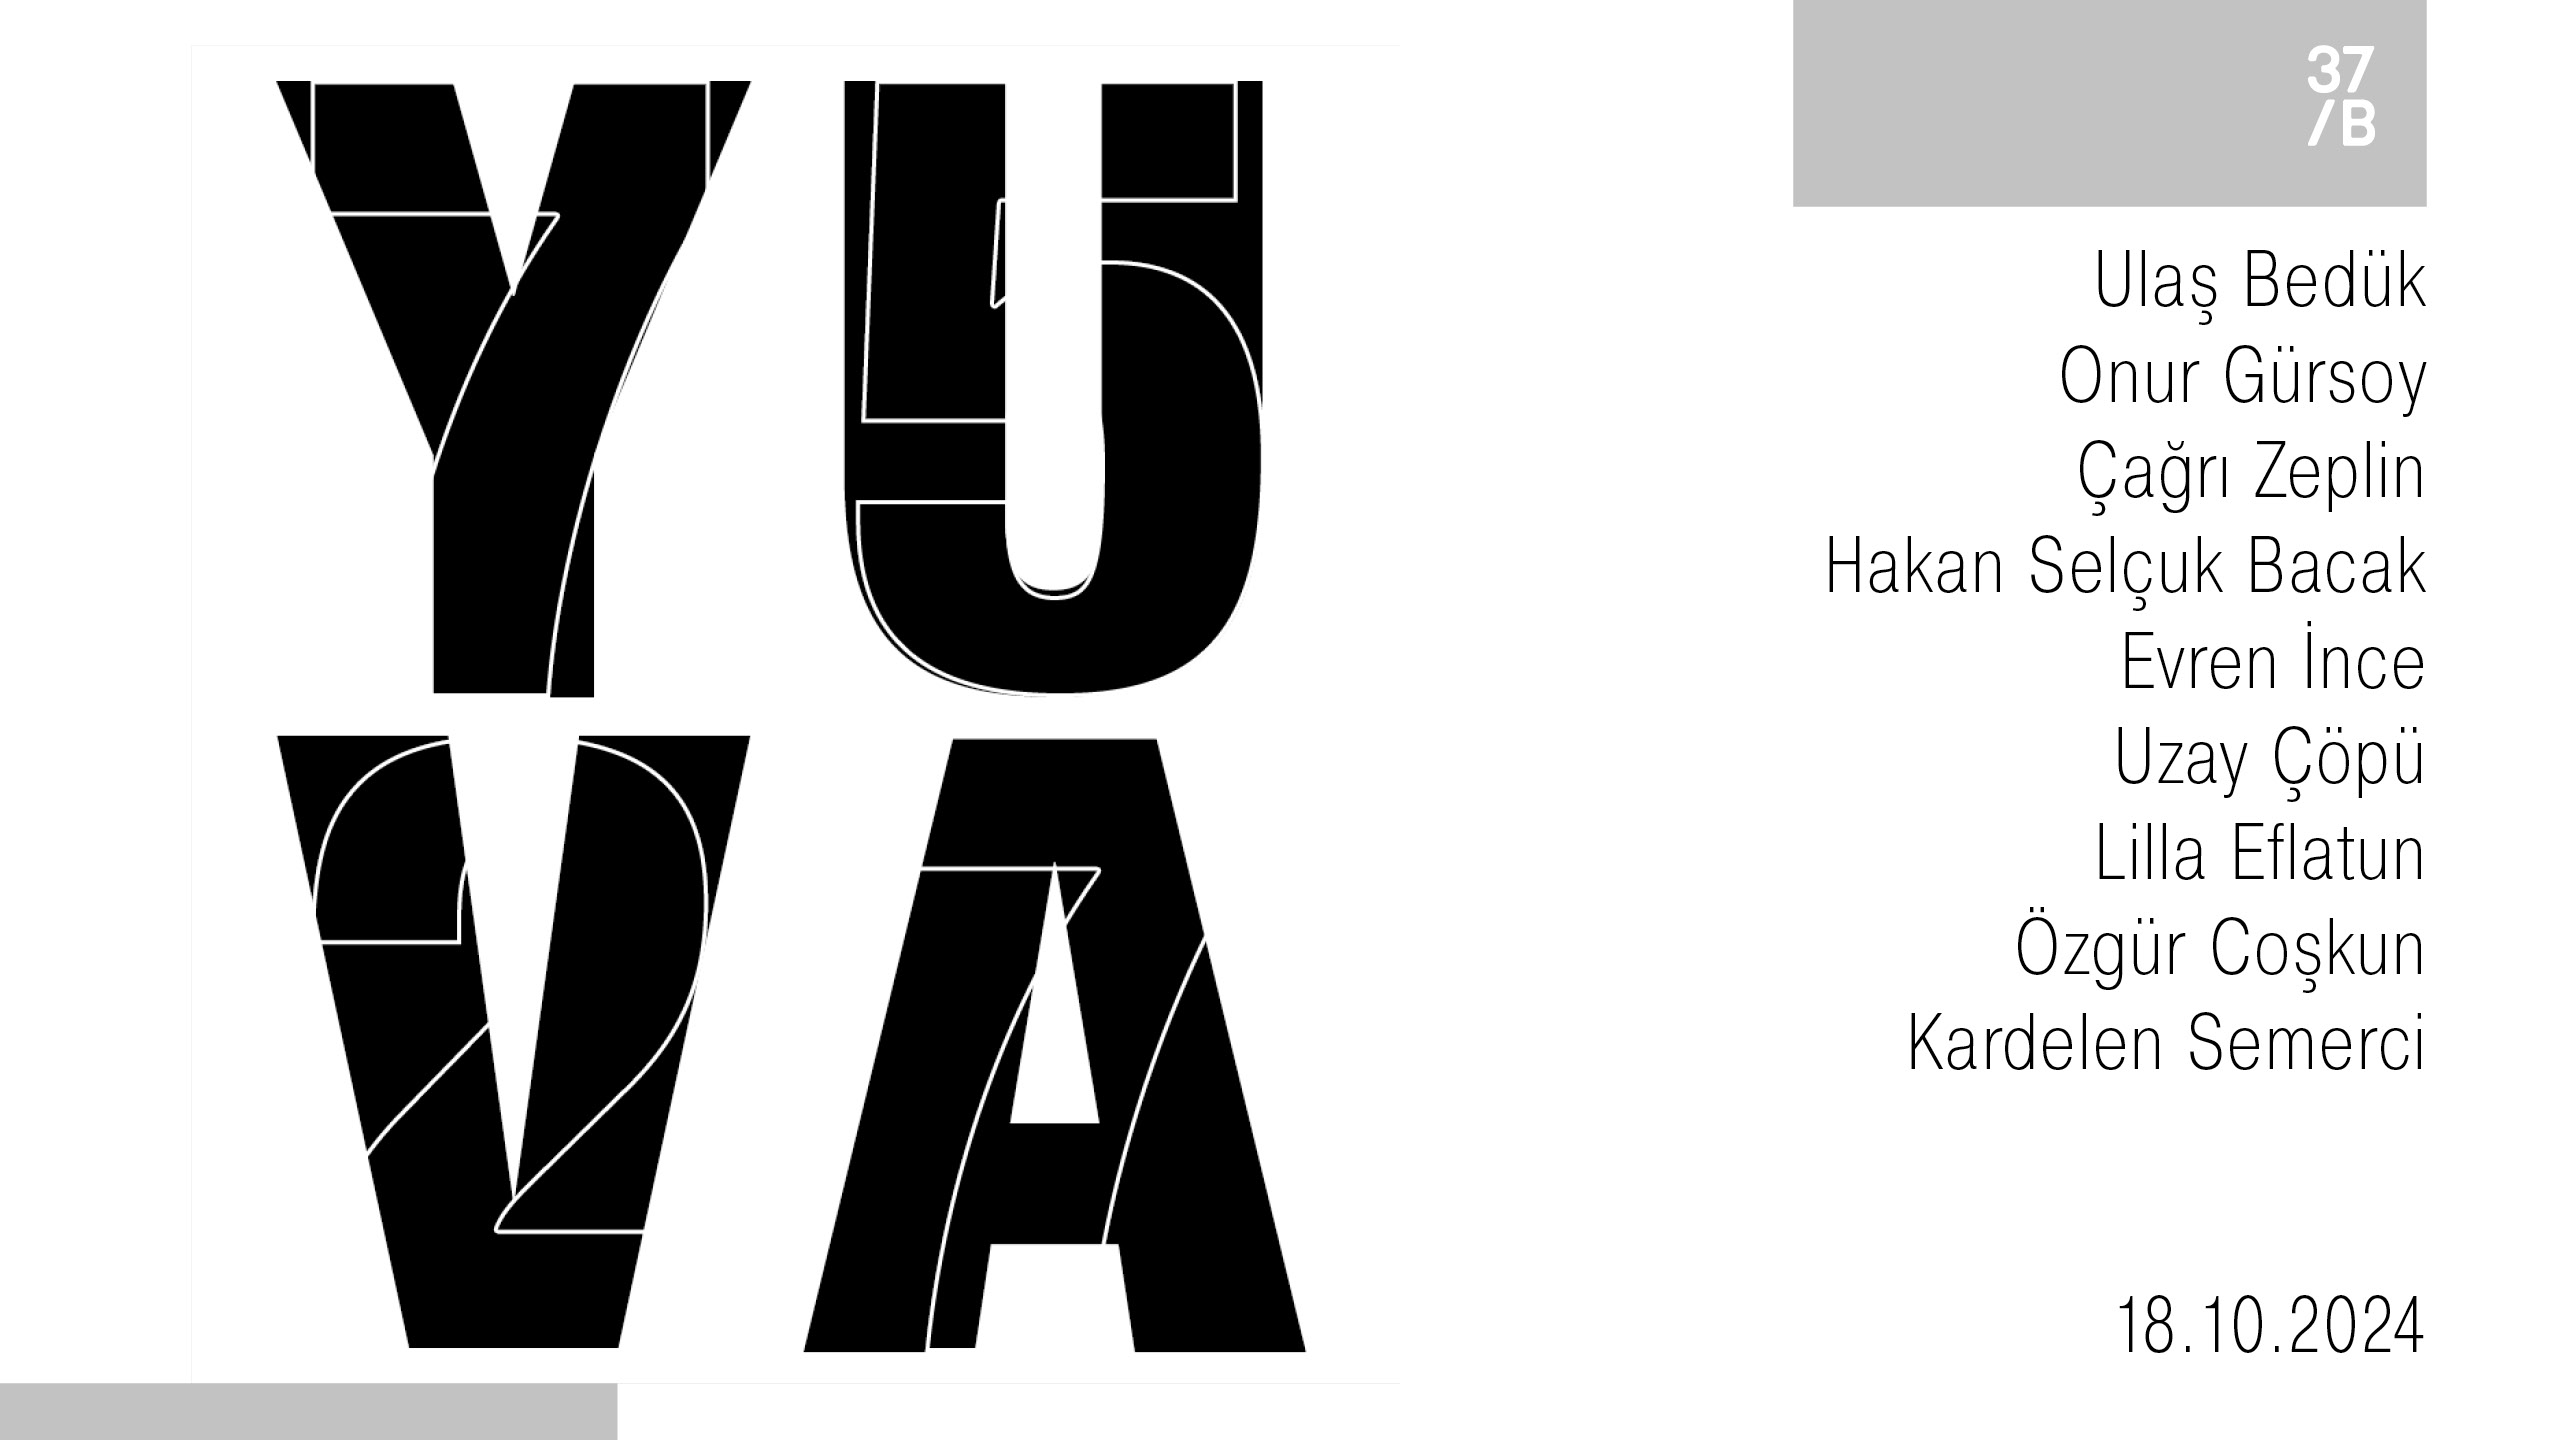 YU
VA
37
/B
Ulaş Bedük
Onur Gürsoy
Çağrı Zeplin
Hakan Selçuk Bacak
Evren İnce
Uzay Çöpü
Lilla Eflatun
Özgür Coşkun
Kardelen Semerci
18.10.2024